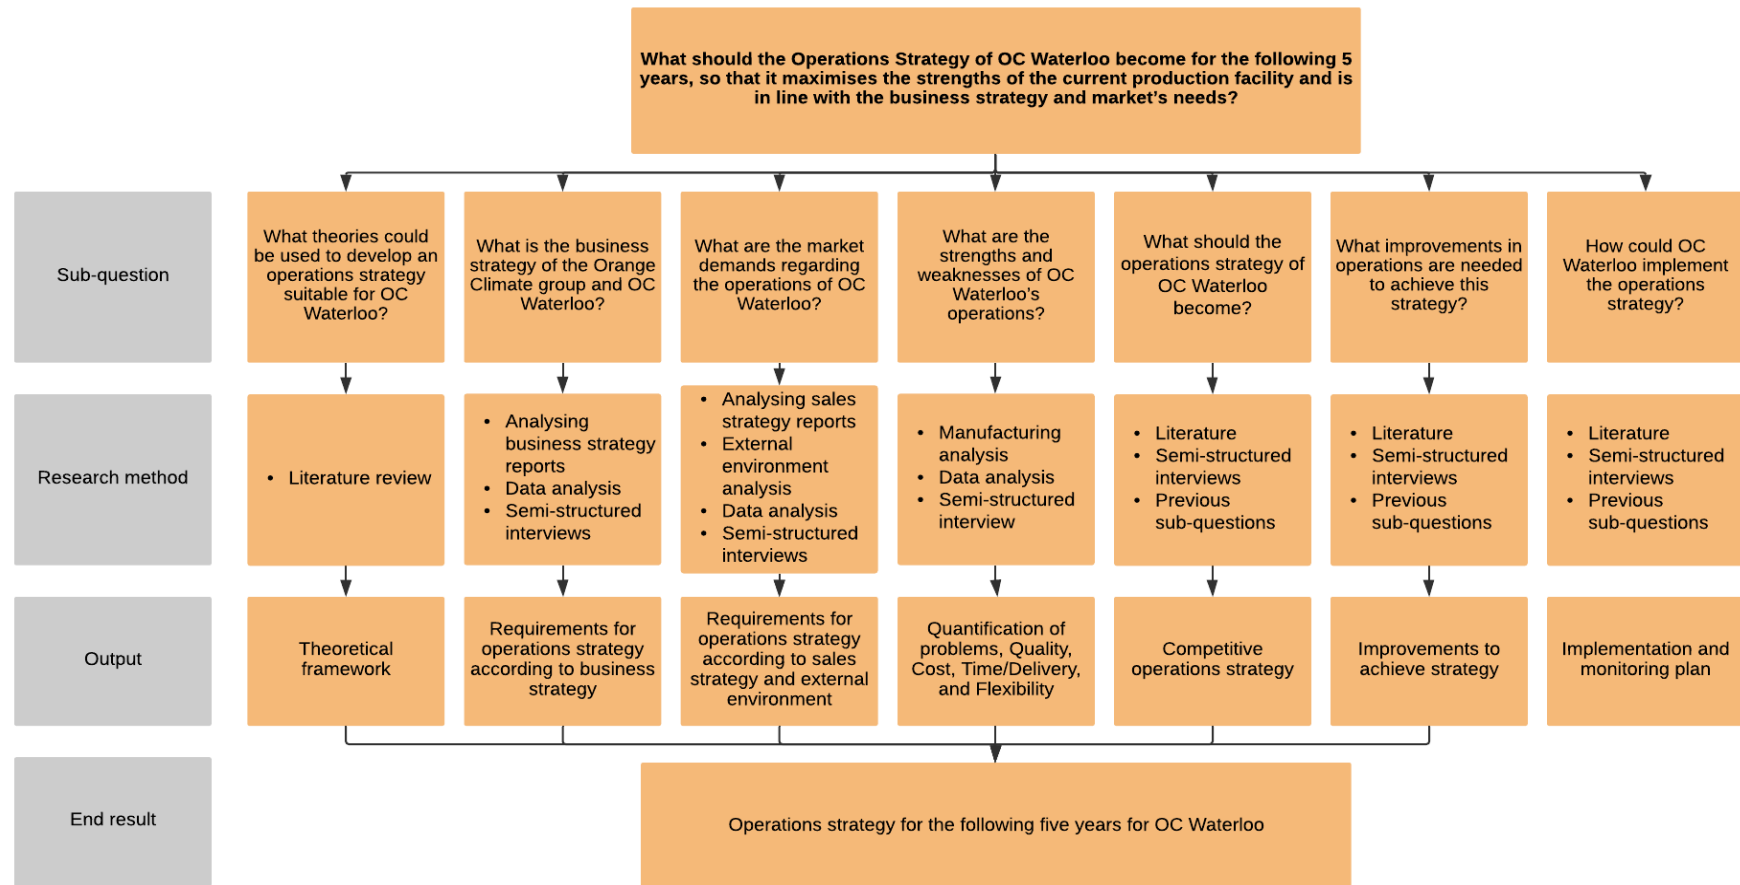 What should the Operations Strategy of OC Waterloo become for the following 5
years, so that it maximises the strengths of the current production facility and is
in line with the business strategy and market's needs?
Sub-question
What theories could
be used to develop an
operations strategy
suitable for OC
Waterloo?
What is the business
strategy of the Orange
Climate group and OC
Waterloo?
What are the market
demands regarding
the operations of OC
Waterloo?
What are the
strengths and
weaknesses of OC
Waterloo's
operations?
What should the
operations strategy of
OC Waterloo
become?
What improvements in
operations are needed
to achieve this
strategy?
How could OC
Waterloo implement
the operations
strategy?
Research method
• Literature review
• Analysing
business strategy
reports
• Data analysis
• Semi-structured
interviews
• Analysing sales
strategy reports
• External
environment
analysis
• Data analysis
• Semi-structured
interviews
• Manufacturing
analysis
• Data analysis
• Semi-structured
interview
• Literature
• Semi-structured
interviews
• Previous
sub-questions
• Literature
• Semi-structured
interviews
• Previous
sub-questions
• Literature
• Semi-structured
interviews
• Previous
sub-questions
Output
Theoretical
framework
Requirements for
operations strategy
according to business
strategy
Requirements for
operations strategy
according to sales
strategy and external
environment
Quantification of
problems, Quality,
Cost, Time/Delivery,
and Flexibility
Competitive
operations strategy
Improvements to
achieve strategy
Implementation and
monitoring plan
End result
Operations strategy for the following five years for OC Waterloo